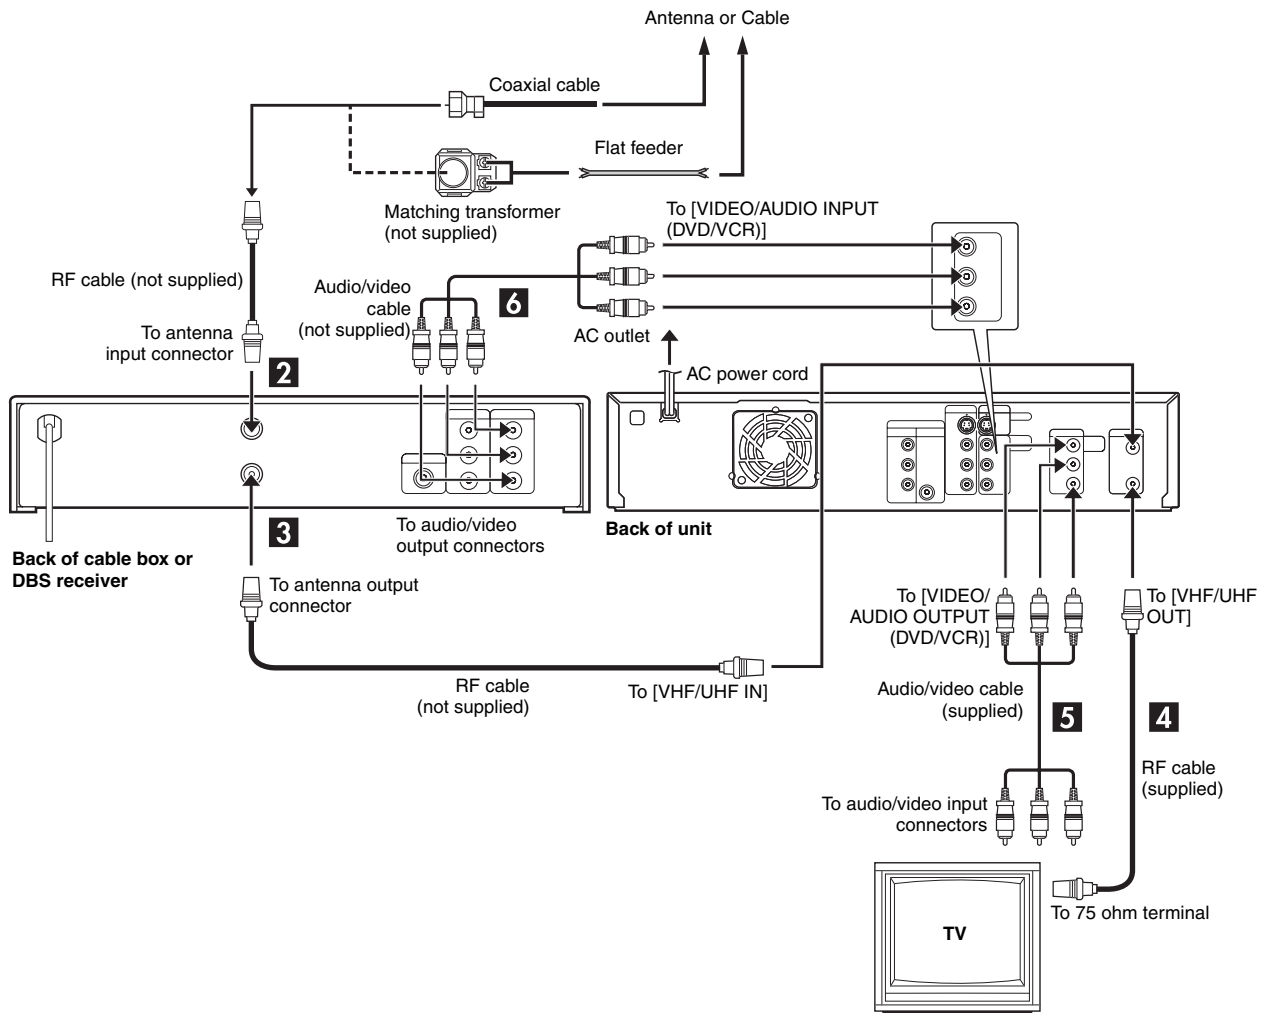 Antenna or Cable
Coaxial cable
Flat feeder
Matching transformer
(not supplied)
To [VIDEO/AUDIO INPUT
(DVD/VCR)]
RF cable (not supplied)
Audio/video
cable
(not supplied)
6
To antenna
input connector
2
AC outlet
AC power cord
3
To audio/video
output connectors
Back of unit
Back of cable box or
DBS receiver
To antenna output
connector
To [VIDEO/
AUDIO OUTPUT
(DVD/VCR)]
To [VHF/UHF
OUT]
RF cable
(not supplied)
To [VHF/UHF IN]
Audio/video cable
(supplied)
5
4
RF cable
(supplied)
To audio/video input
connectors
To 75 ohm terminal
TV